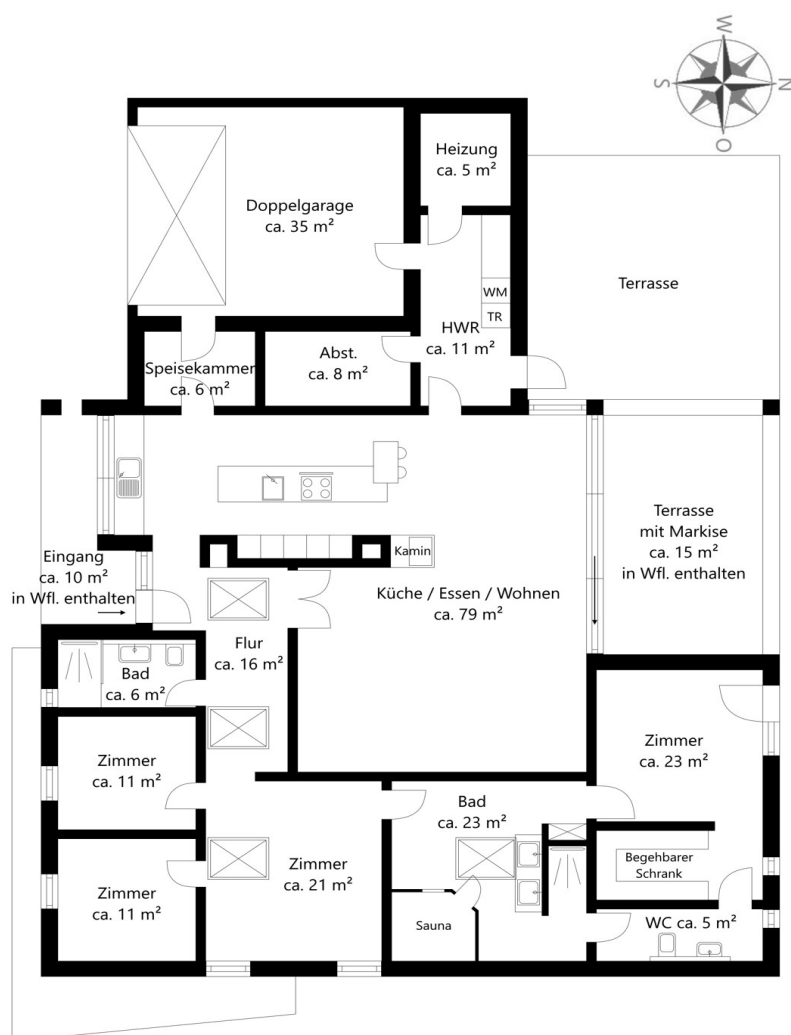 W
S
N
O
Heizung
ca. 5 m²
Doppelgarage
ca. 35 m²
Terrasse
WM
TR
HWR
ca. 11 m²
Abst.
ca. 8 m²
Speisekammer
ca. 6 m²
Terrasse
mit Markise
ca. 15 m²
in Wfl. enthalten
Eingang
ca. 10 m²
in Wfl. enthalten
Kamin
Küche / Essen / Wohnen
ca. 79 m²
Flur
ca. 16 m²
Bad
ca. 6 m²
Zimmer
ca. 11 m²
Zimmer
ca. 23 m²
Bad
ca. 23 m²
Zimmer
ca. 21 m²
Zimmer
ca. 11 m²
Begehbarer
Schrank
Sauna
WC ca. 5 m²